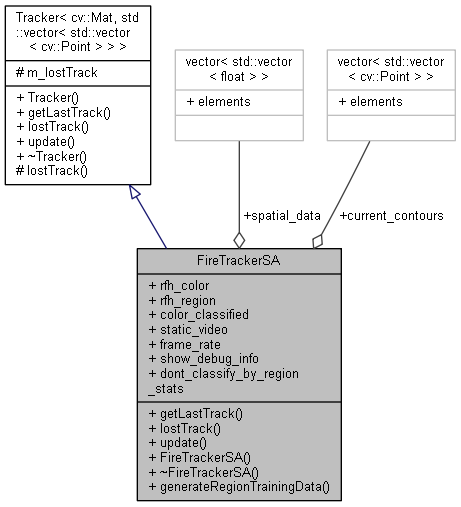 Tracker< cv::Mat, std
::vector< std::vector
< cv::Point > > >
# m_lostTrack
+ Tracker()
+ getLastTrack()
+ lostTrack()
+ update()
+ ~Tracker()
# lostTrack()
vector< std::vector
< float > >
+ elements
vector< std::vector
< cv::Point > >
+ elements
+spatial_data
+current_contours
FireTrackerSA
+ rfh_color
+ rfh_region
+ color_classified
+ static_video
+ frame_rate
+ show_debug_info
+ dont_classify_by_region
_stats
+ getLastTrack()
+ lostTrack()
+ update()
+ FireTrackerSA()
+ ~FireTrackerSA()
+ generateRegionTrainingData()